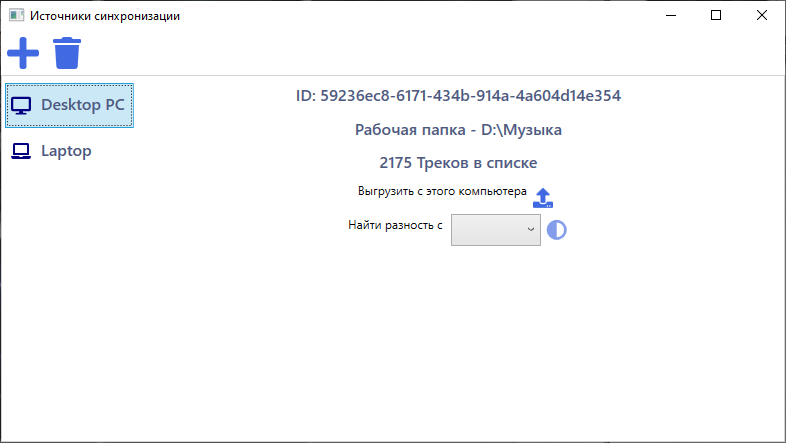 Источники синхронизации
Desktop PC
Laptop
ID: 59236ec8-6171-434b-914a-4a604d14e354
Рабочая папка - D:\Музыка
2175 Треков в списке
Выгрузить с этого компьютера
Найти разность с